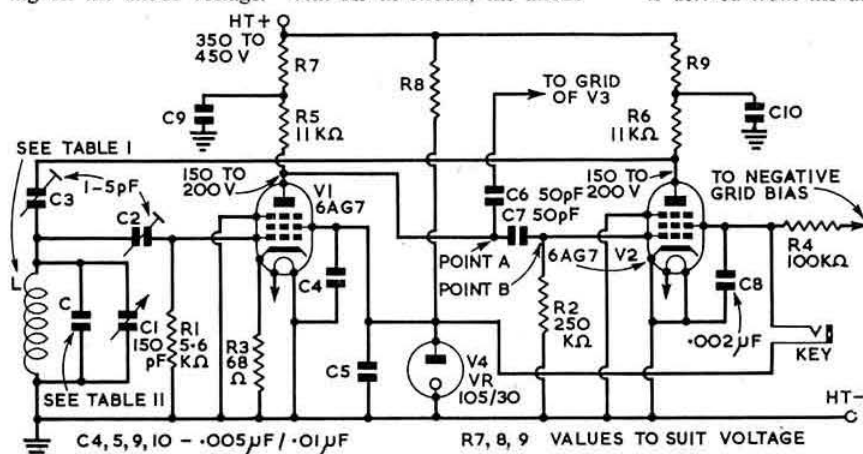 HT+
350 TO
450 V
R7
R8
R9
C9
R5
11KΩ
TO GRID
OF V3
R6
11KΩ
C10
SEE TABLE I
150 TO
200 V
V1
6AG7
150 TO
200 V
TO NEGATIVE
GRID BIAS
C3
1-5pF
C2
C6 50pF
C7 50pF
POINT A
POINT B
6AG7
V2
R4
100KΩ
L
C
C1
150
pF
R1
5·6
KΩ
R3
68
Ω
C4
C5
R2
250
KΩ
V4
VR
105/30
C8
·002µF
KEY
SEE TABLE II
HT-
C4, 5, 9, 10 - ·005µF/·01µF
R7, 8, 9 VALUES TO SUIT VOLTAGE